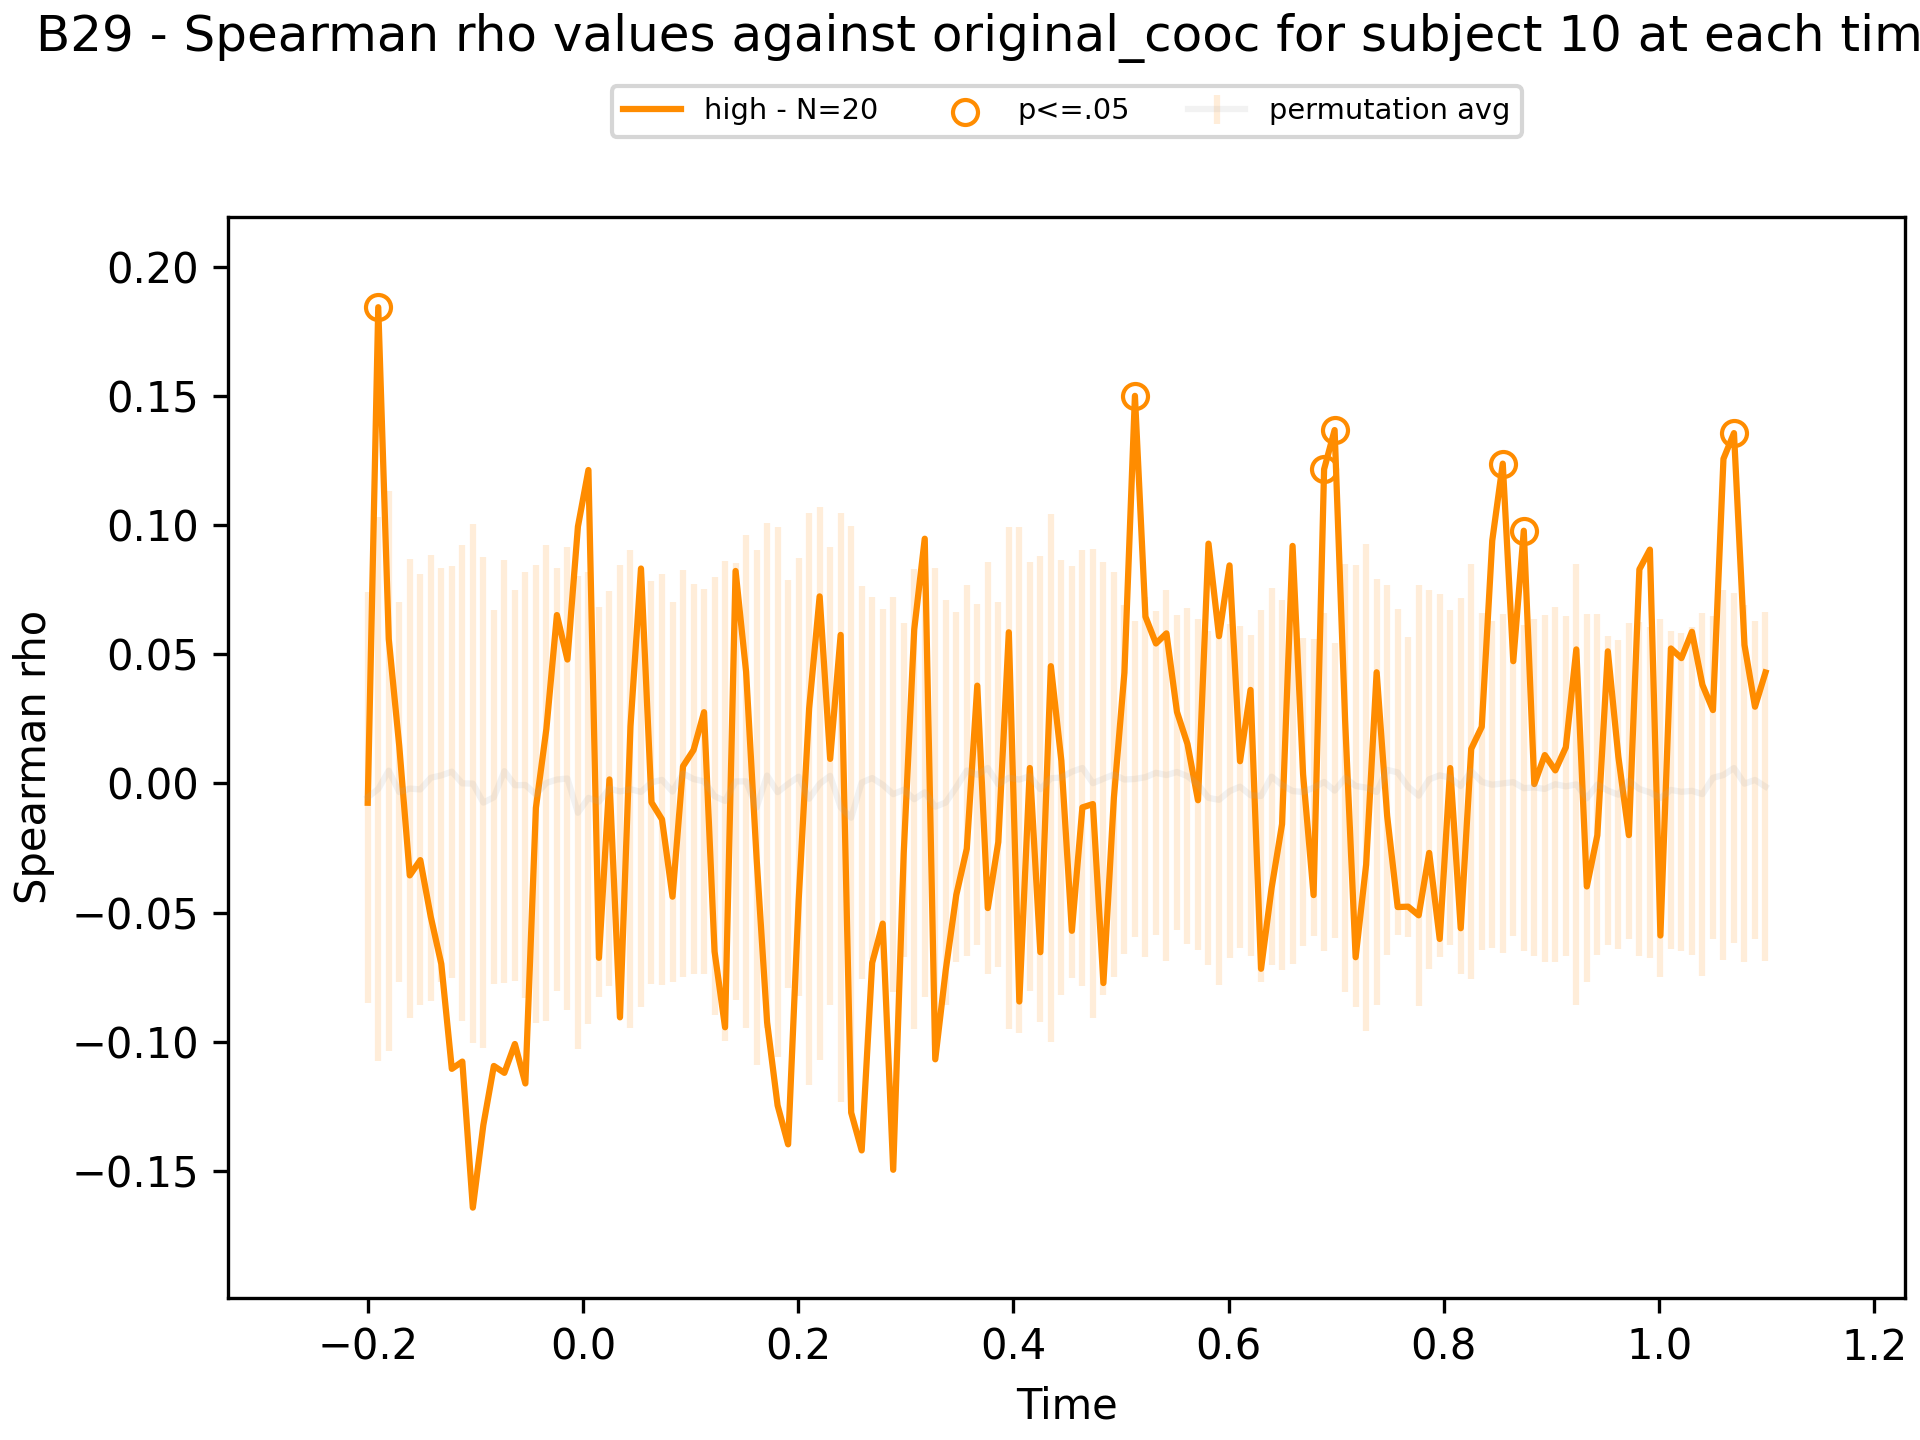 B29 - Spearman rho values against original_cooc for subject 10 at each tim
high - N=20 p<=.05 permutation avg
0.20
0.15
0.10
0.05
0.00
−0.05
−0.10
−0.15
Spearman rho
−0.2 0.0 0.2 0.4 0.6 0.8 1.0 1.2
Time